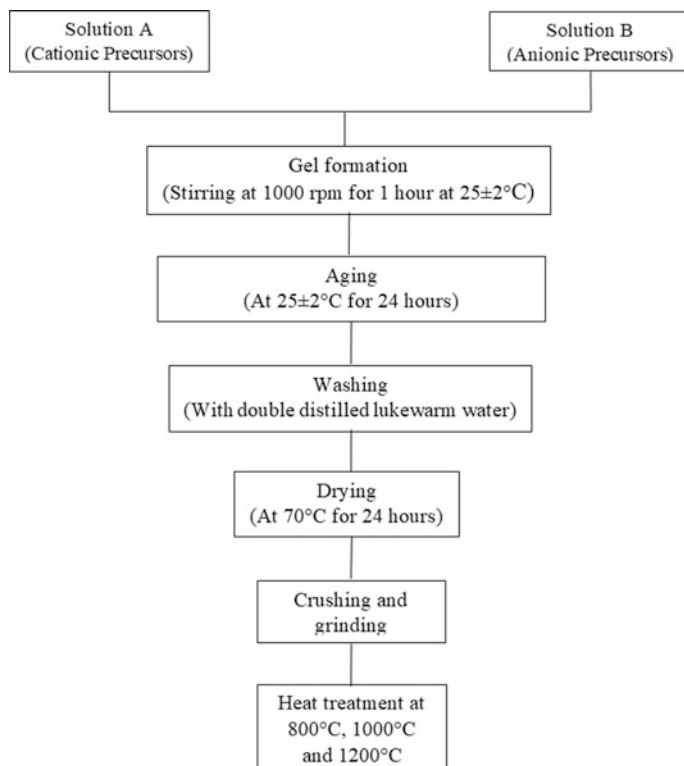 Solution A
(Cationic Precursors)
Solution B
(Anionic Precursors)
Gel formation
(Stirring at 1000 rpm for 1 hour at 25±2°C)
Aging
(At 25±2°C for 24 hours)
Washing
(With double distilled lukewarm water)
Drying
(At 70°C for 24 hours)
Crushing and
grinding
Heat treatment at
800°C, 1000°C
and 1200°C